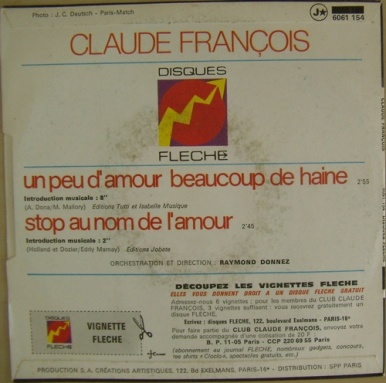 Photo : J. C. Deutsch - Paris-Match
J★
6061 154
CLAUDE FRANÇOIS
DISQUES
FLECHE
un peu d'amour beaucoup de haine 2'55
Introduction musicale : 8"
(A. Dona/M. Mallory) Editions Tutti et Isabelle Musique
stop au nom de l'amour 2'45
Introduction musicale : 2"
(Holland et Dozier/Eddy Marnay) Editions Jobete
ORCHESTRATION ET DIRECTION : RAYMOND DONNEZ
DISQUES
FLECHE
VIGNETTE
FLECHE
DÉCOUPEZ LES VIGNETTES FLECHE
ELLES VOUS DONNENT DROIT A UN DISQUE FLECHE GRATUIT
Adressez-nous 6 vignettes ; pour les membres du CLUB CLAUDE
FRANÇOIS, 3 vignettes suffisent : vous recevrez gratuitement un
disque FLECHE.
Ecrivez : disques FLECHE, 122, boulevard Exelmans - PARIS-16e
Pour faire partie du CLUB CLAUDE FRANÇOIS, envoyez votre
demande accompagnée d'une cotisation de 20 F.
B. P. 11-05 Paris - CCP 220 69 55 Paris
(abonnement au journal FLECHE, nombreux gadgets, concours,
sur spectacles gratuits, etc.)
PRODUCTION S.A. CRÉATIONS ARTISTIQUES, 122, Bd EXELMANS, PARIS-16e - DISTRIBUTION : SPP PARIS